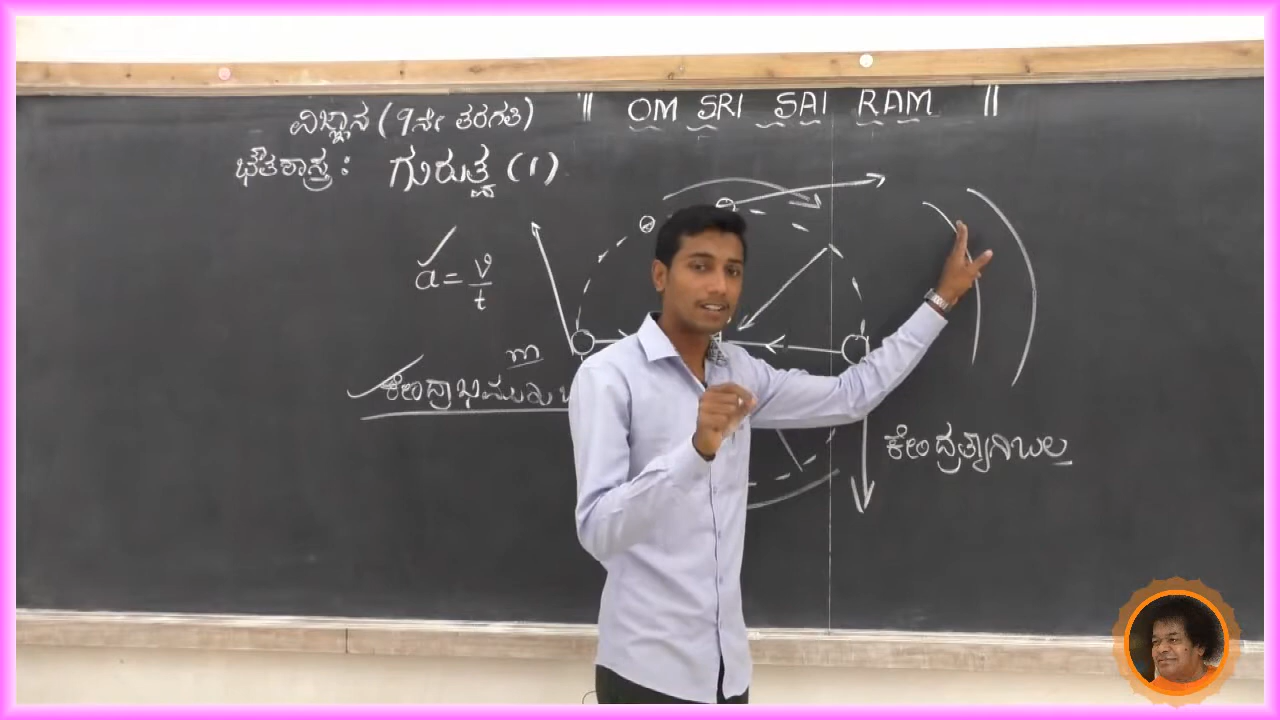 ವಿಜ್ಞಾನ (9ನೇ ತರಗತಿ) || OM SRI SAI RAM ||
ಭೌತಶಾಸ್ತ್ರ : ಗುರುತ್ವ (1)
a = v/t
m
ಕೇಂದ್ರಾಭಿಮುಖ
ಕೇಂದ್ರತ್ಯಾಗಿಬಲ